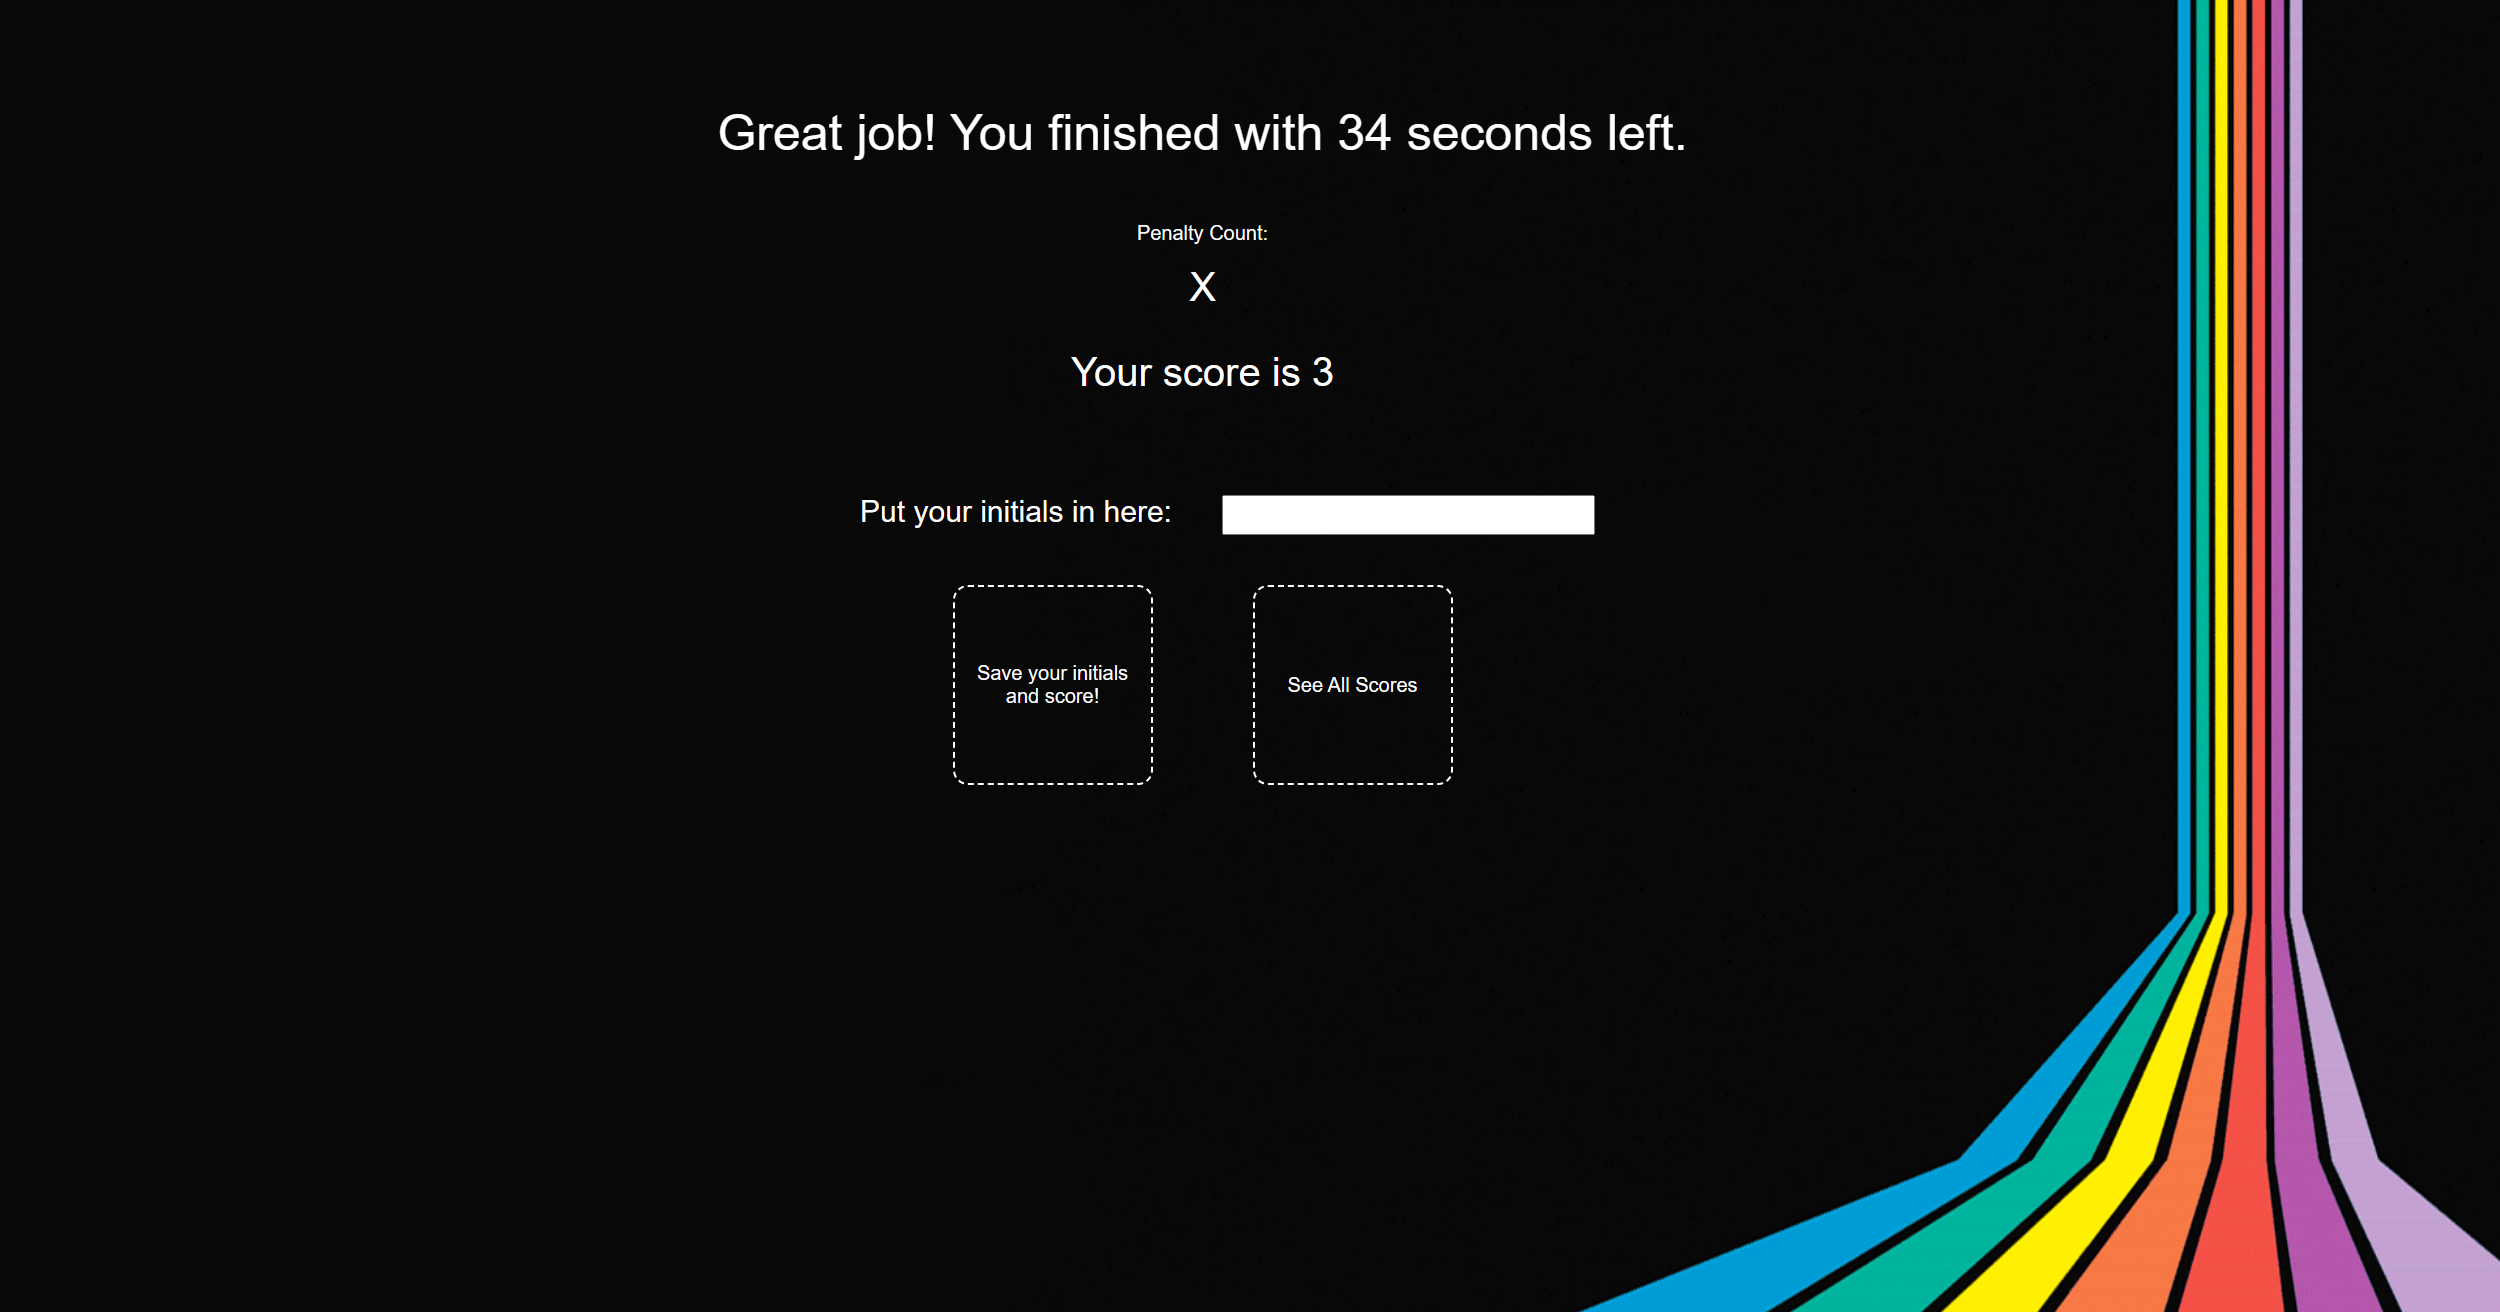 Great job! You finished with 34 seconds left.
Penalty Count:
X
Your score is 3
Put your initials in here:
Save your initials
and score!
See All Scores